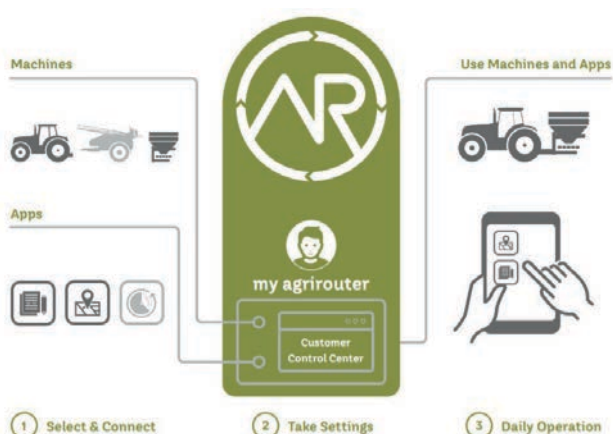 Machines
Apps
AR
my agrirouter
Customer
Control Center
Use Machines and Apps
1 Select & Connect
2 Take Settings
3 Daily Operation